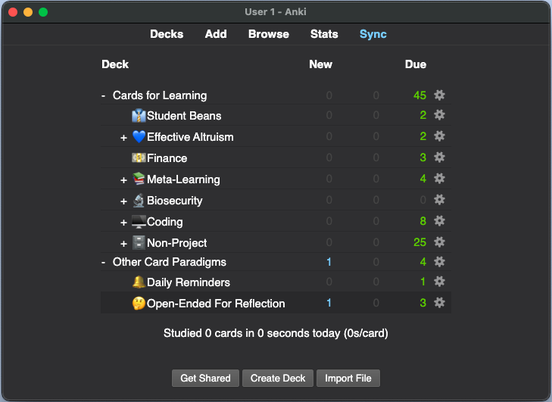 User 1 - Anki
Decks Add Browse Stats Sync
Deck New Due
- Cards for Learning 0 0 45
Student Beans 0 0 2
+ Effective Altruism 0 0 2
Finance 0 0 3
+ Meta-Learning 0 0 4
+ Biosecurity 0 0 0
+ Coding 0 0 8
+ Non-Project 0 0 25
- Other Card Paradigms 1 0 4
Daily Reminders 0 0 1
Open-Ended For Reflection 1 0 3
Studied 0 cards in 0 seconds today (0s/card)
Get Shared Create Deck Import File